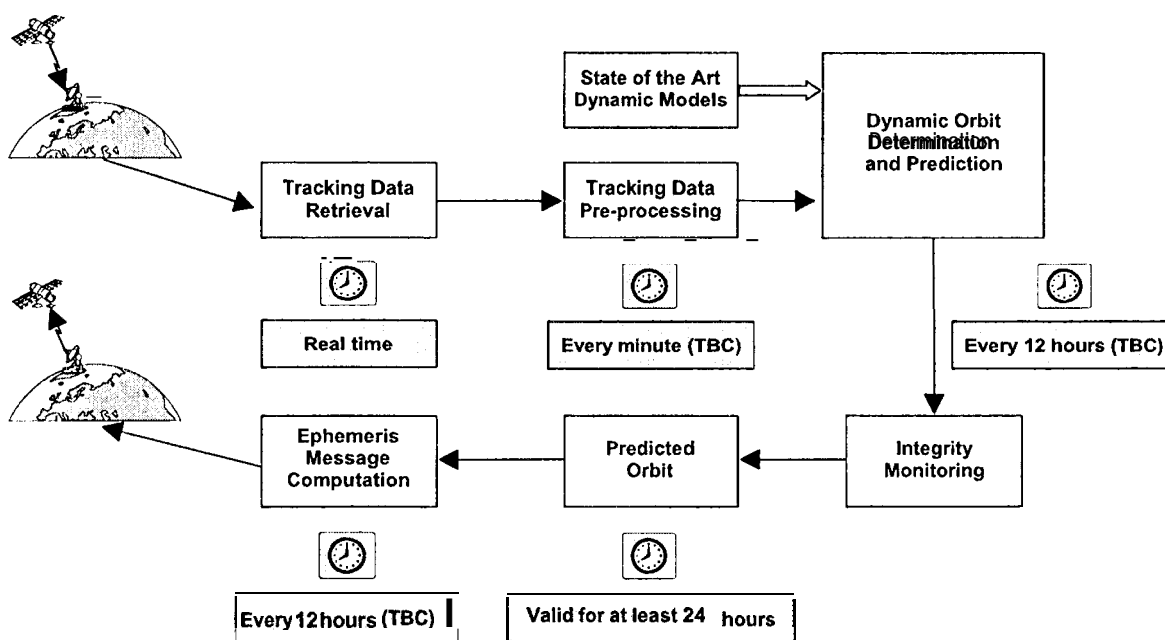 State of the Art
Dynamic Models
Dynamic Orbit
Determination
and Prediction
Tracking Data
Retrieval
Tracking Data
Pre-processing
Real time
Every minute (TBC)
Every 12 hours (TBC)
Ephemeris
Message
Computation
Predicted
Orbit
Integrity
Monitoring
Every 12 hours (TBC)
Valid for at least 24 hours